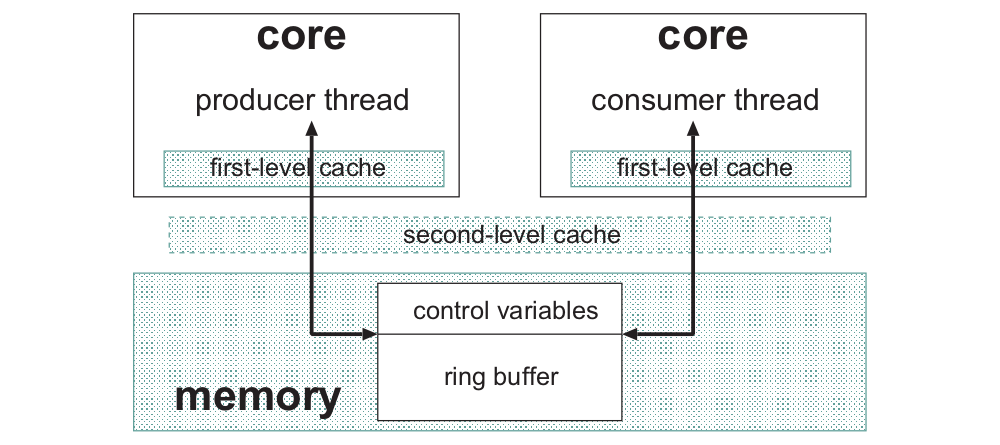 core
core
producer thread
consumer thread
first-level cache
first-level cache
second-level cache
control variables
ring buffer
memory